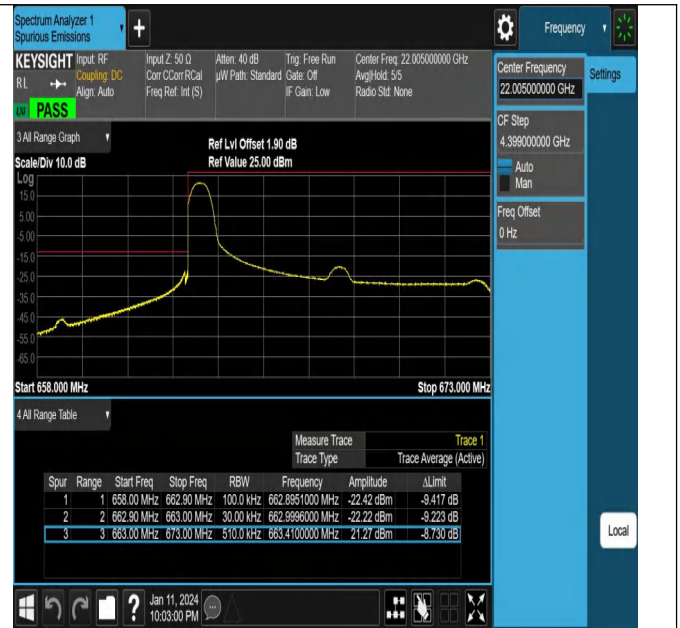 Spectrum Analyzer 1
Spurious Emissions
Frequency
KEYSIGHT
Input: RF
Coupling: DC
Align: Auto
Input Z: 50 Ω
Corr CCorr RCal
Freq Ref: Int (S)
Atten: 40 dB
µW Path: Standard
Trig: Free Run
Gate: Off
IF Gain: Low
Center Freq: 22.005000000 GHz
Avg|Hold: 5/5
Radio Std: None
RL
PASS
Center Frequency
22.005000000 GHz
Settings
CF Step
4.399000000 GHz
Auto
Man
Freq Offset
0 Hz
3 All Range Graph
Ref Lvl Offset 1.90 dB
Scale/Div 10.0 dB
Ref Value 25.00 dBm
Log
15.0
5.00
-5.00
-15.0
-25.0
-35.0
-45.0
-55.0
-65.0
Start 658.000 MHz
Stop 673.000 MHz
4 All Range Table
Measure Trace Trace 1
Trace Type Trace Average (Active)
Spur Range Start Freq Stop Freq RBW Frequency Amplitude ΔLimit
1 1 658.00 MHz 662.90 MHz 100.0 kHz 662.8951000 MHz -22.42 dBm -9.417 dB
2 2 662.90 MHz 663.00 MHz 30.00 kHz 662.9996000 MHz -22.22 dBm -9.223 dB
3 3 663.00 MHz 673.00 MHz 510.0 kHz 663.4100000 MHz 21.27 dBm -8.730 dB
Local
Jan 11, 2024
10:03:00 PM